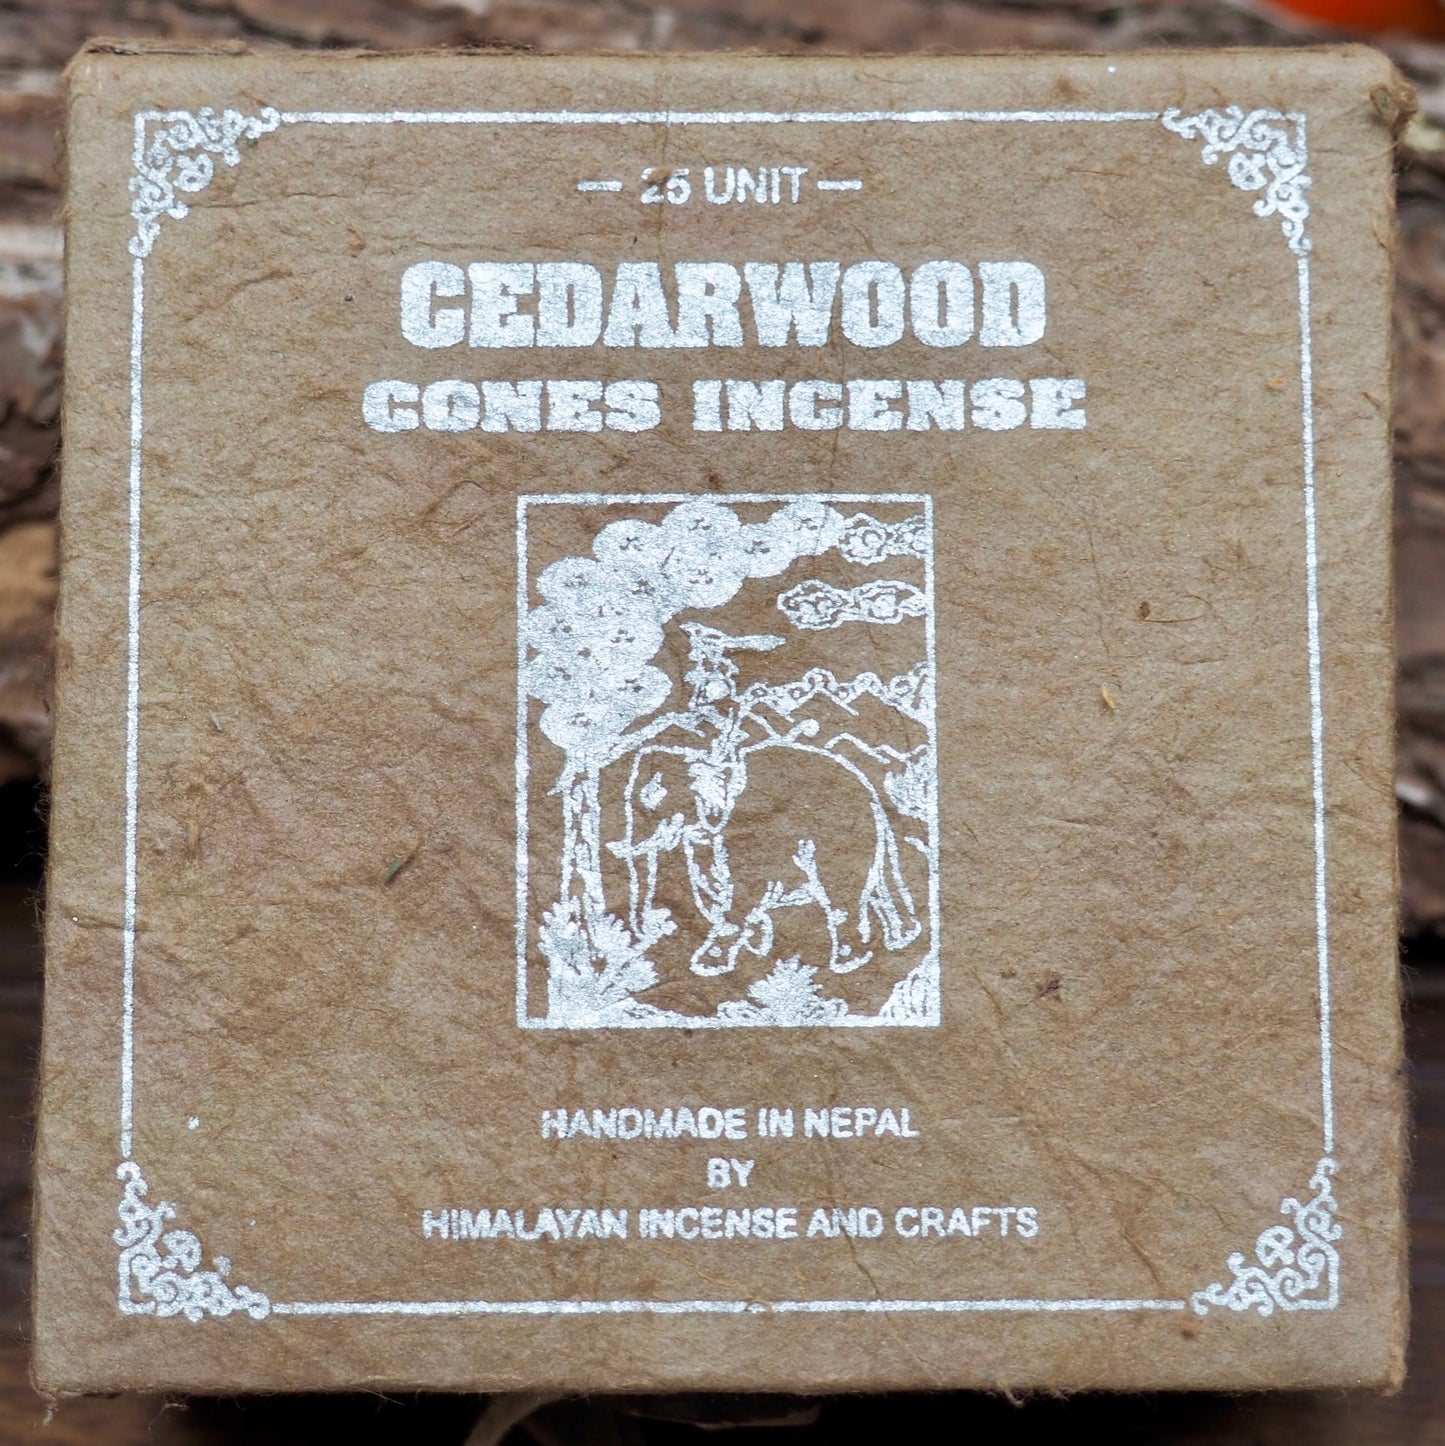 — 25 UNIT —
CEDARWOOD
CONES INCENSE
HANDMADE IN NEPAL
BY
HIMALAYAN INCENSE AND CRAFTS